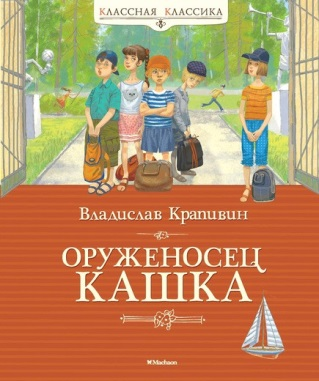 Классная Классика
Владислав Крапивин
ОРУЖЕНОСЕЦ
КАШКА
Machaon